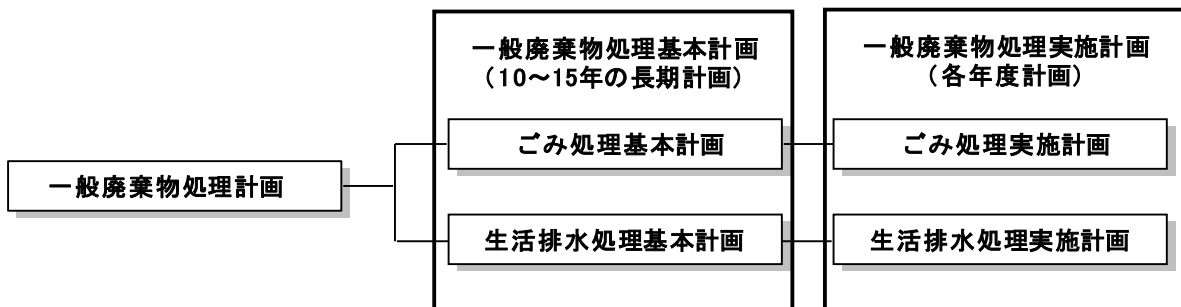 一般廃棄物処理基本計画
（10～15年の長期計画）
一般廃棄物処理実施計画
（各年度計画）
ごみ処理基本計画
ごみ処理実施計画
一般廃棄物処理計画
生活排水処理基本計画
生活排水処理実施計画